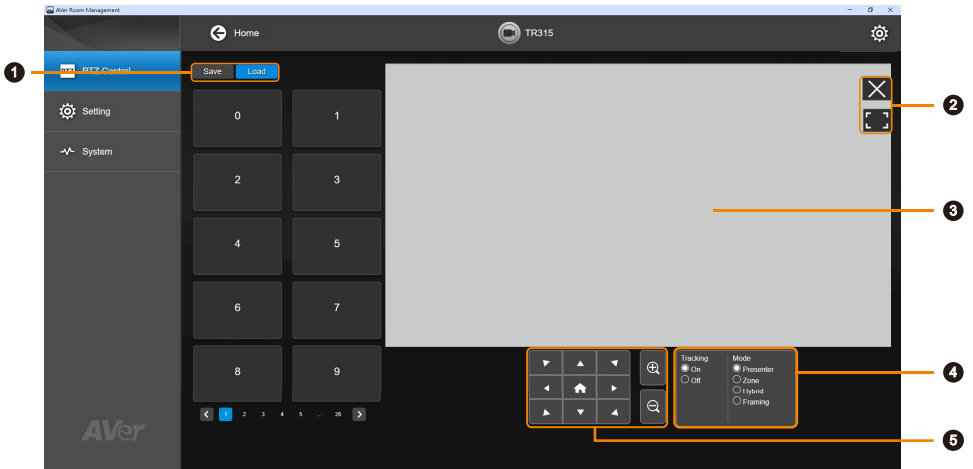 AVer Room Management
Home
TR315
PTZ PTZ Control
Setting
System
AVer
Save Load
0 1
2 3
4 5
6 7
8 9
1 2 3 4 5 ... 26
Tracking
On
Off
Mode
Presenter
Zone
Hybrid
Framing
1
2
3
4
5